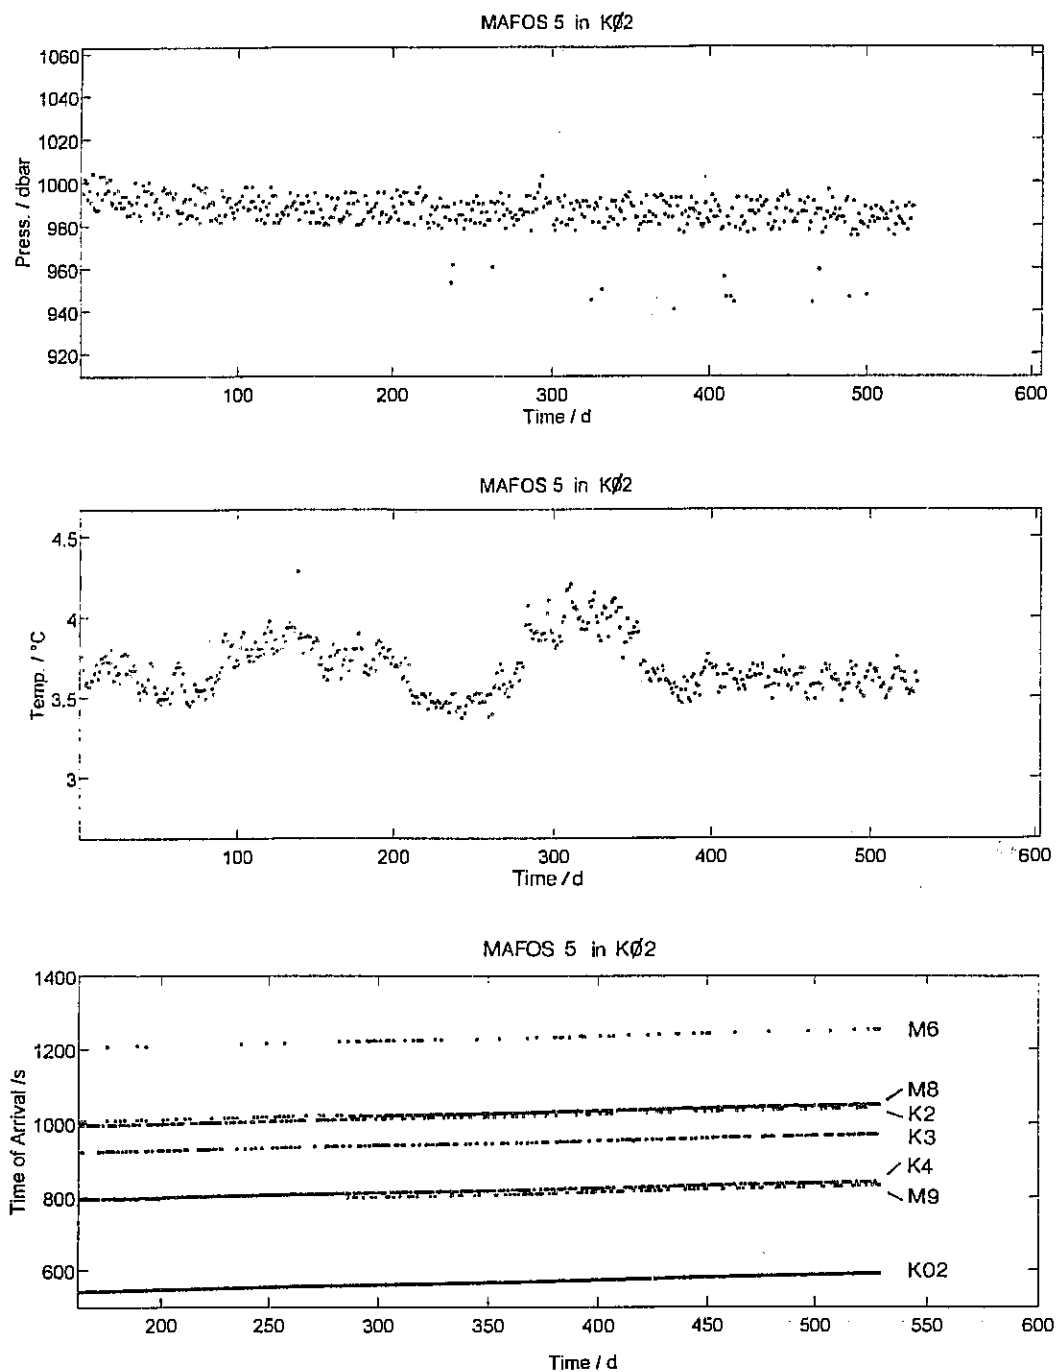 MAFOS 5 in KØ2
1060
1040
1020
1000
980
960
940
920
Press. / dbar
100 200 300 400 500 600
Time / d
MAFOS 5 in KØ2
4.5
4
3.5
3
Temp. / °C
100 200 300 400 500 600
Time / d
MAFOS 5 in KØ2
1400
1200
1000
800
600
Time of Arrival /s
M6
M8
K2
K3
K4
M9
K02
200 250 300 350 400 450 500 550 600
Time / d